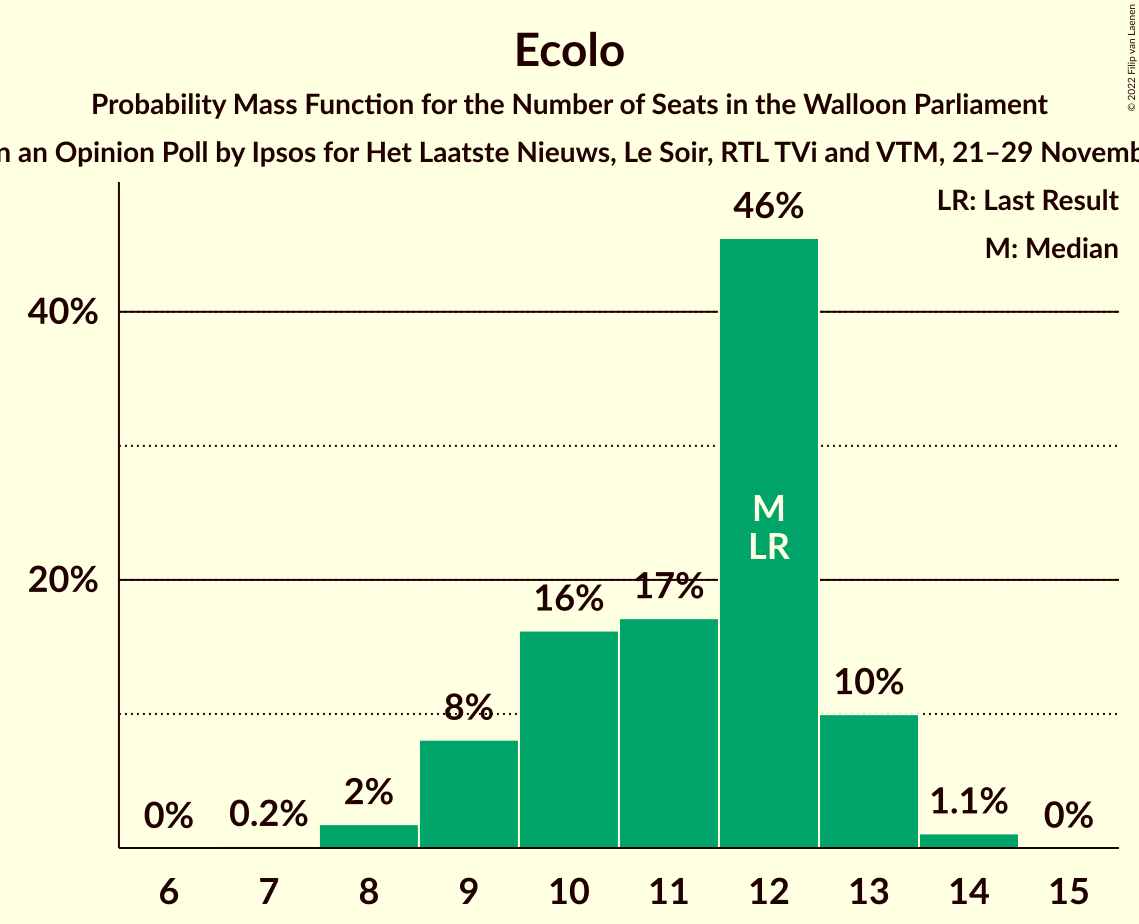 Ecolo
Probability Mass Function for the Number of Seats in the Walloon Parliament
an Opinion Poll by Ipsos for Het Laatste Nieuws, Le Soir, RTL TVi and VTM, 21–29
© 2022 Filip van Laenen
LR: Last Result
M: Median
46%
40%
M
LR
20%
17%
16%
10%
8%
2%
1.1%
0%
0.2%
0%
6 7 8 9 10 11 12 13 14 15